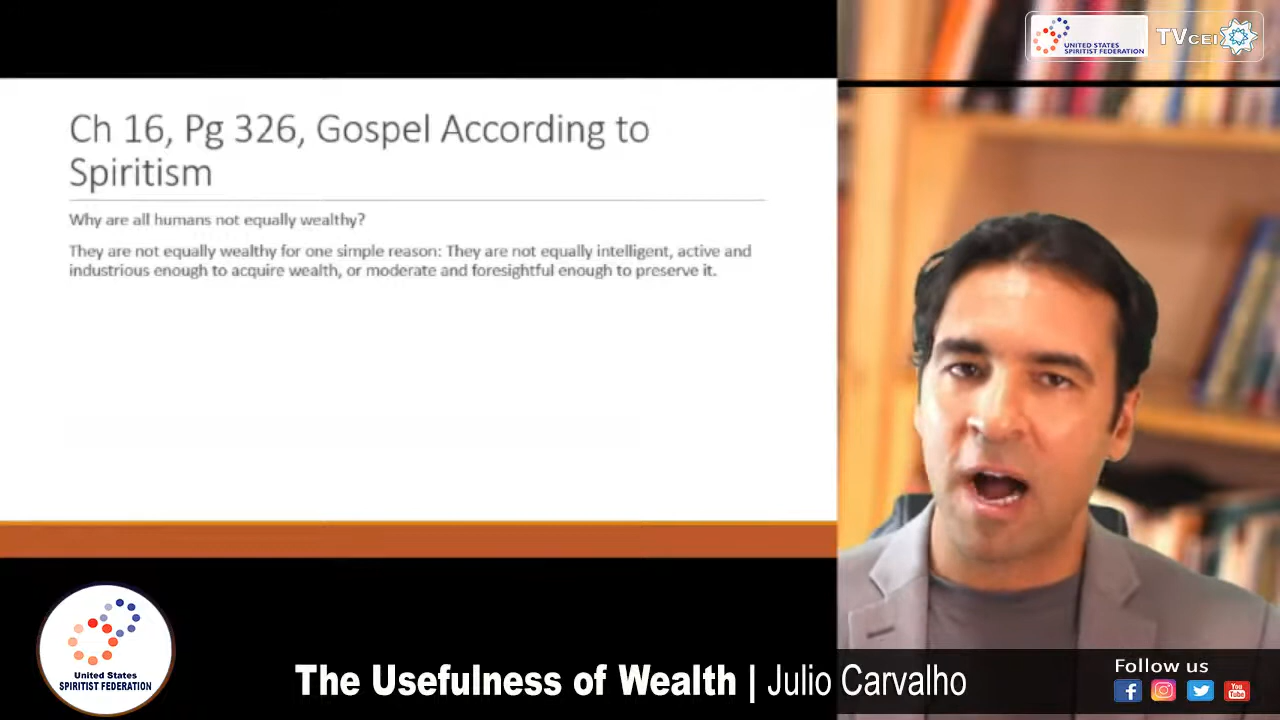 UNITED STATES
SPIRITIST FEDERATION
TVCEI
Ch 16, Pg 326, Gospel According to
Spiritism
Why are all humans not equally wealthy?
They are not equally wealthy for one simple reason: They are not equally intelligent, active and
industrious enough to acquire wealth, or moderate and foresightful enough to preserve it.
United States
SPIRITIST FEDERATION
The Usefulness of Wealth | Julio Carvalho
Follow us
You
Tube